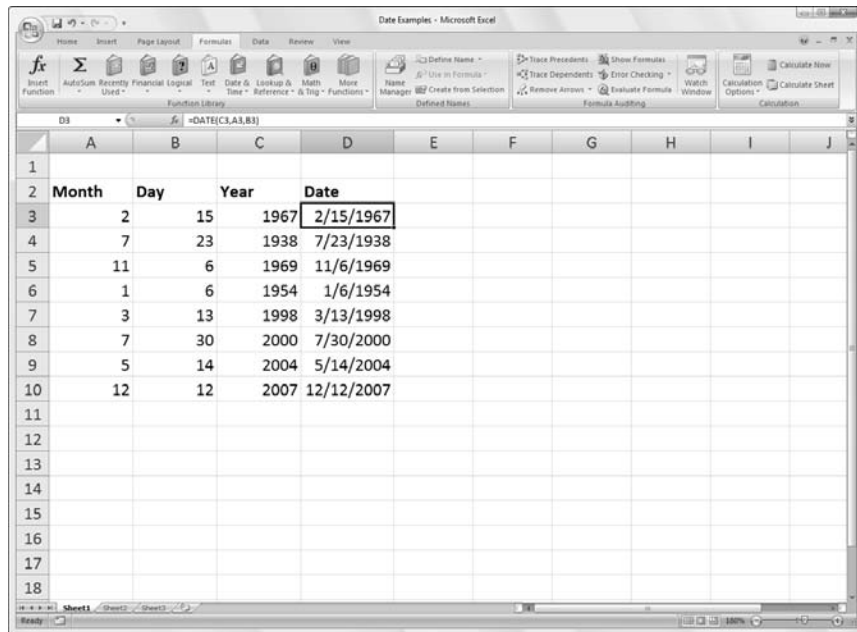 Date Examples - Microsoft Excel
Home Insert Page Layout Formulas Data Review View
Insert Function
AutoSum
Recently Used
Financial
Logical
Text
Date & Time
Lookup & Reference
Math & Trig
More Functions
Function Library
Name Manager
Define Name
Use in Formula
Create from Selection
Defined Names
Trace Precedents
Trace Dependents
Remove Arrows
Show Formulas
Error Checking
Evaluate Formula
Watch Window
Formula Auditing
Calculation Options
Calculate Now
Calculate Sheet
Calculation
D3 fx =DATE(C3,A3,B3)
A B C D E F G H I J
1
2 Month Day Year Date
3 2 15 1967 2/15/1967
4 7 23 1938 7/23/1938
5 11 6 1969 11/6/1969
6 1 6 1954 1/6/1954
7 3 13 1998 3/13/1998
8 7 30 2000 7/30/2000
9 5 14 2004 5/14/2004
10 12 12 2007 12/12/2007
11
12
13
14
15
16
17
18
Sheet1 Sheet2 Sheet3
Ready 180%